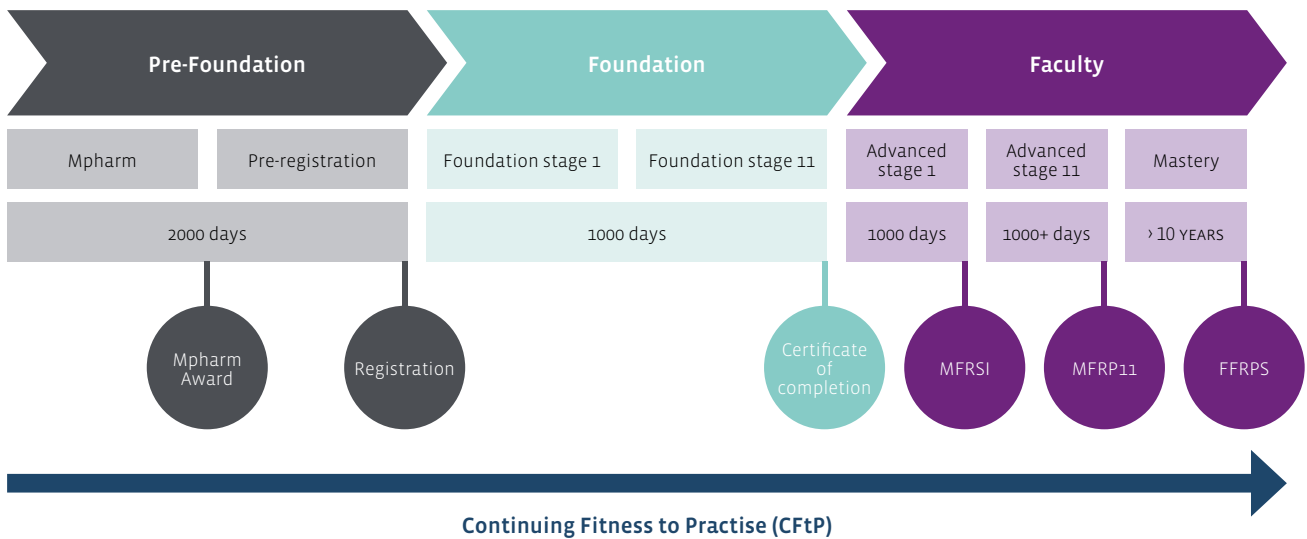 Pre-Foundation
Foundation
Faculty
Mpharm
Pre-registration
Foundation stage 1
Foundation stage 11
Advanced
stage 1
Advanced
stage 11
Mastery
2000 days
1000 days
1000 days
1000+ days
› 10 YEARS
Mpharm
Award
Registration
Certificate
of
completion
MFRSI
MFRP11
FFRPS
Continuing Fitness to Practise (CFtP)